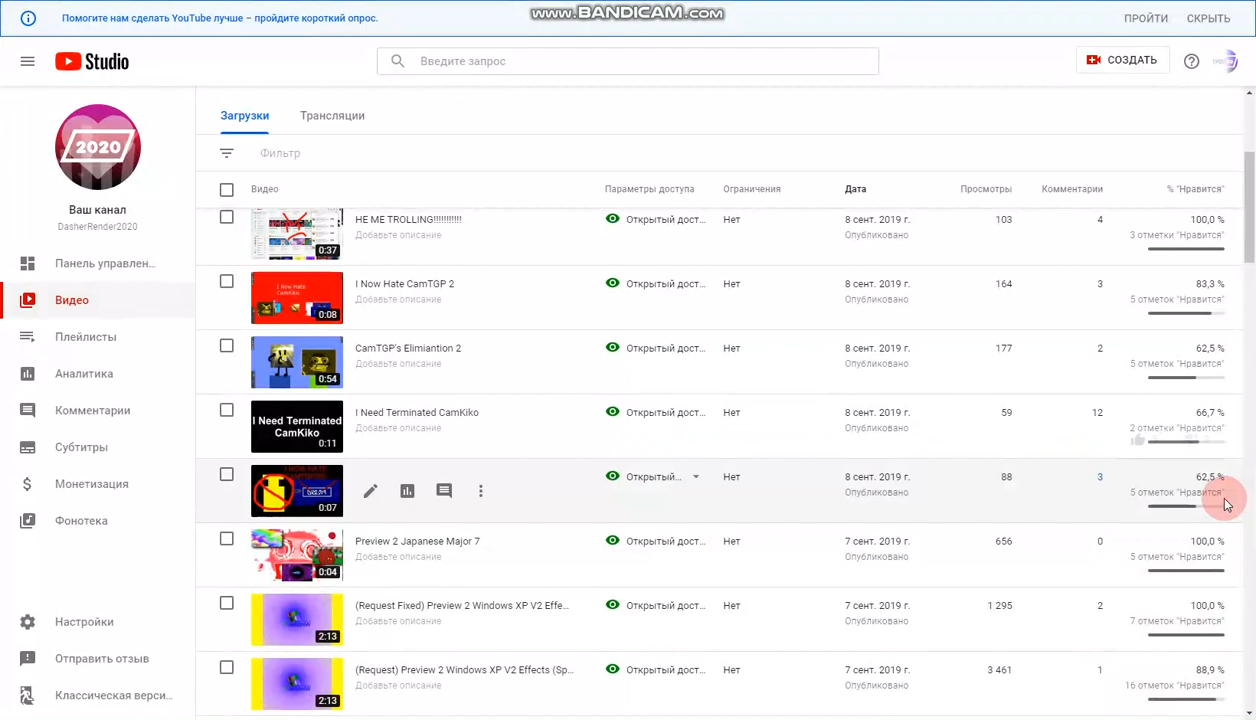 Помогите нам сделать YouTube лучше – пройдите короткий опрос.
www.BANDICAM.com
ПРОЙТИ
СКРЫТЬ
Studio
Введите запрос
СОЗДАТЬ
2020
Ваш канал
DasherRender2020
Панель управлен...
Видео
Плейлисты
Аналитика
Комментарии
Субтитры
Монетизация
Фонотека
Настройки
Отправить отзыв
Классическая верси...
Загрузки
Трансляции
Фильтр
Видео
Параметры доступа
Ограничения
Дата
Просмотры
Комментарии
% "Нравится"
0:37
HE ME TROLLING!!!!!!!!!!!
Добавьте описание
Открытый дост...
Нет
8 сент. 2019 г.
Опубликовано
103
4
100,0 %
3 отметки "Нравится"
I Now Hate CamKiko
0:08
I Now Hate CamTGP 2
Добавьте описание
Открытый дост...
Нет
8 сент. 2019 г.
Опубликовано
164
3
83,3 %
5 отметок "Нравится"
0:54
CamTGP's Elimiantion 2
Добавьте описание
Открытый дост...
Нет
8 сент. 2019 г.
Опубликовано
177
2
62,5 %
5 отметок "Нравится"
I Need Terminated
CamKiko
0:11
I Need Terminated CamKiko
Добавьте описание
Открытый дост...
Нет
8 сент. 2019 г.
Опубликовано
59
12
66,7 %
2 отметки "Нравится"
I NOW HATE
0:07
Открытый...
Нет
8 сент. 2019 г.
Опубликовано
88
3
62,5 %
5 отметок "Нравится"
0:04
Preview 2 Japanese Major 7
Добавьте описание
Открытый дост...
Нет
7 сент. 2019 г.
Опубликовано
656
0
100,0 %
5 отметок "Нравится"
2:13
(Request Fixed) Preview 2 Windows XP V2 Effe...
Добавьте описание
Открытый дост...
Нет
7 сент. 2019 г.
Опубликовано
1 295
2
100,0 %
7 отметок "Нравится"
2:13
(Request) Preview 2 Windows XP V2 Effects (Sp...
Добавьте описание
Открытый дост...
Нет
7 сент. 2019 г.
Опубликовано
3 461
1
88,9 %
16 отметок "Нравится"